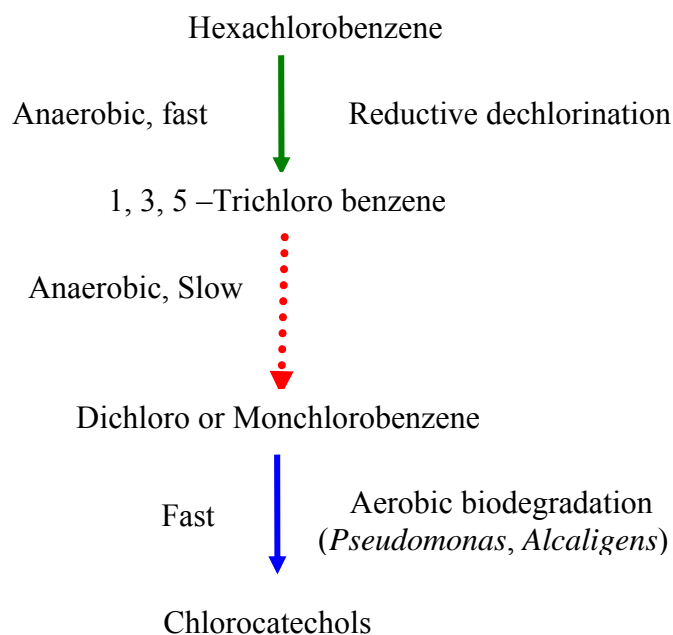 Hexachlorobenzene
Anaerobic, fast
Reductive dechlorination
1, 3, 5 –Trichloro benzene
Anaerobic, Slow
Dichloro or Monchlorobenzene
Fast
Aerobic biodegradation
(Pseudomonas, Alcaligens)
Chlorocatechols